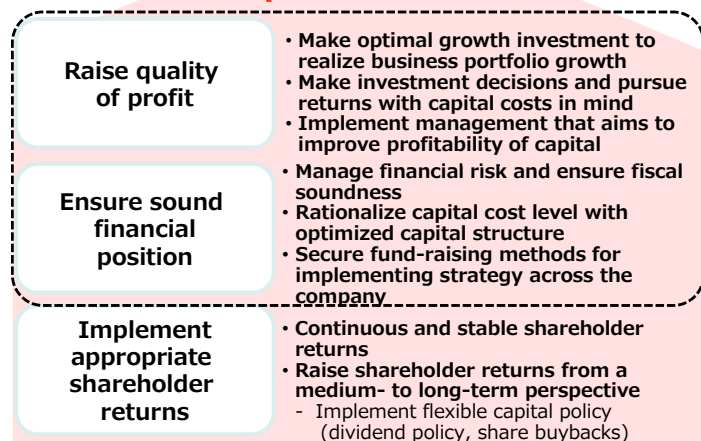 Raise quality
of profit
・Make optimal growth investment to
realize business portfolio growth
・Make investment decisions and pursue
returns with capital costs in mind
・Implement management that aims to
improve profitability of capital
Ensure sound
financial
position
・Manage financial risk and ensure fiscal
soundness
・Rationalize capital cost level with
optimized capital structure
・Secure fund-raising methods for
implementing strategy across the
company
Implement
appropriate
shareholder
returns
・Continuous and stable shareholder
returns
・Raise shareholder returns from a
medium- to long-term perspective
- Implement flexible capital policy
(dividend policy, share buybacks)